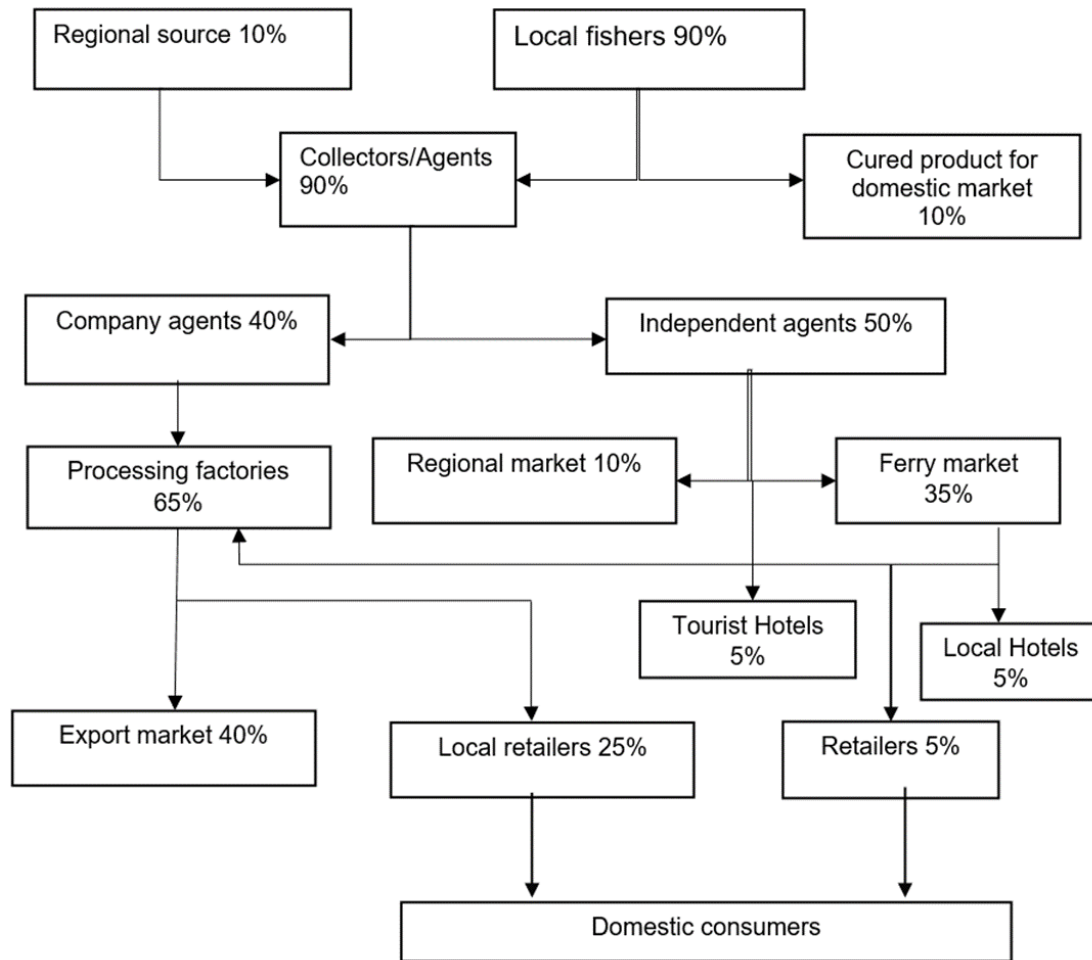 Regional source 10%
Local fishers 90%
Collectors/Agents
90%
Cured product for
domestic market
10%
Company agents 40%
Independent agents 50%
Processing factories
65%
Regional market 10%
Ferry market
35%
Tourist Hotels
5%
Local Hotels
5%
Export market 40%
Local retailers 25%
Retailers 5%
Domestic consumers